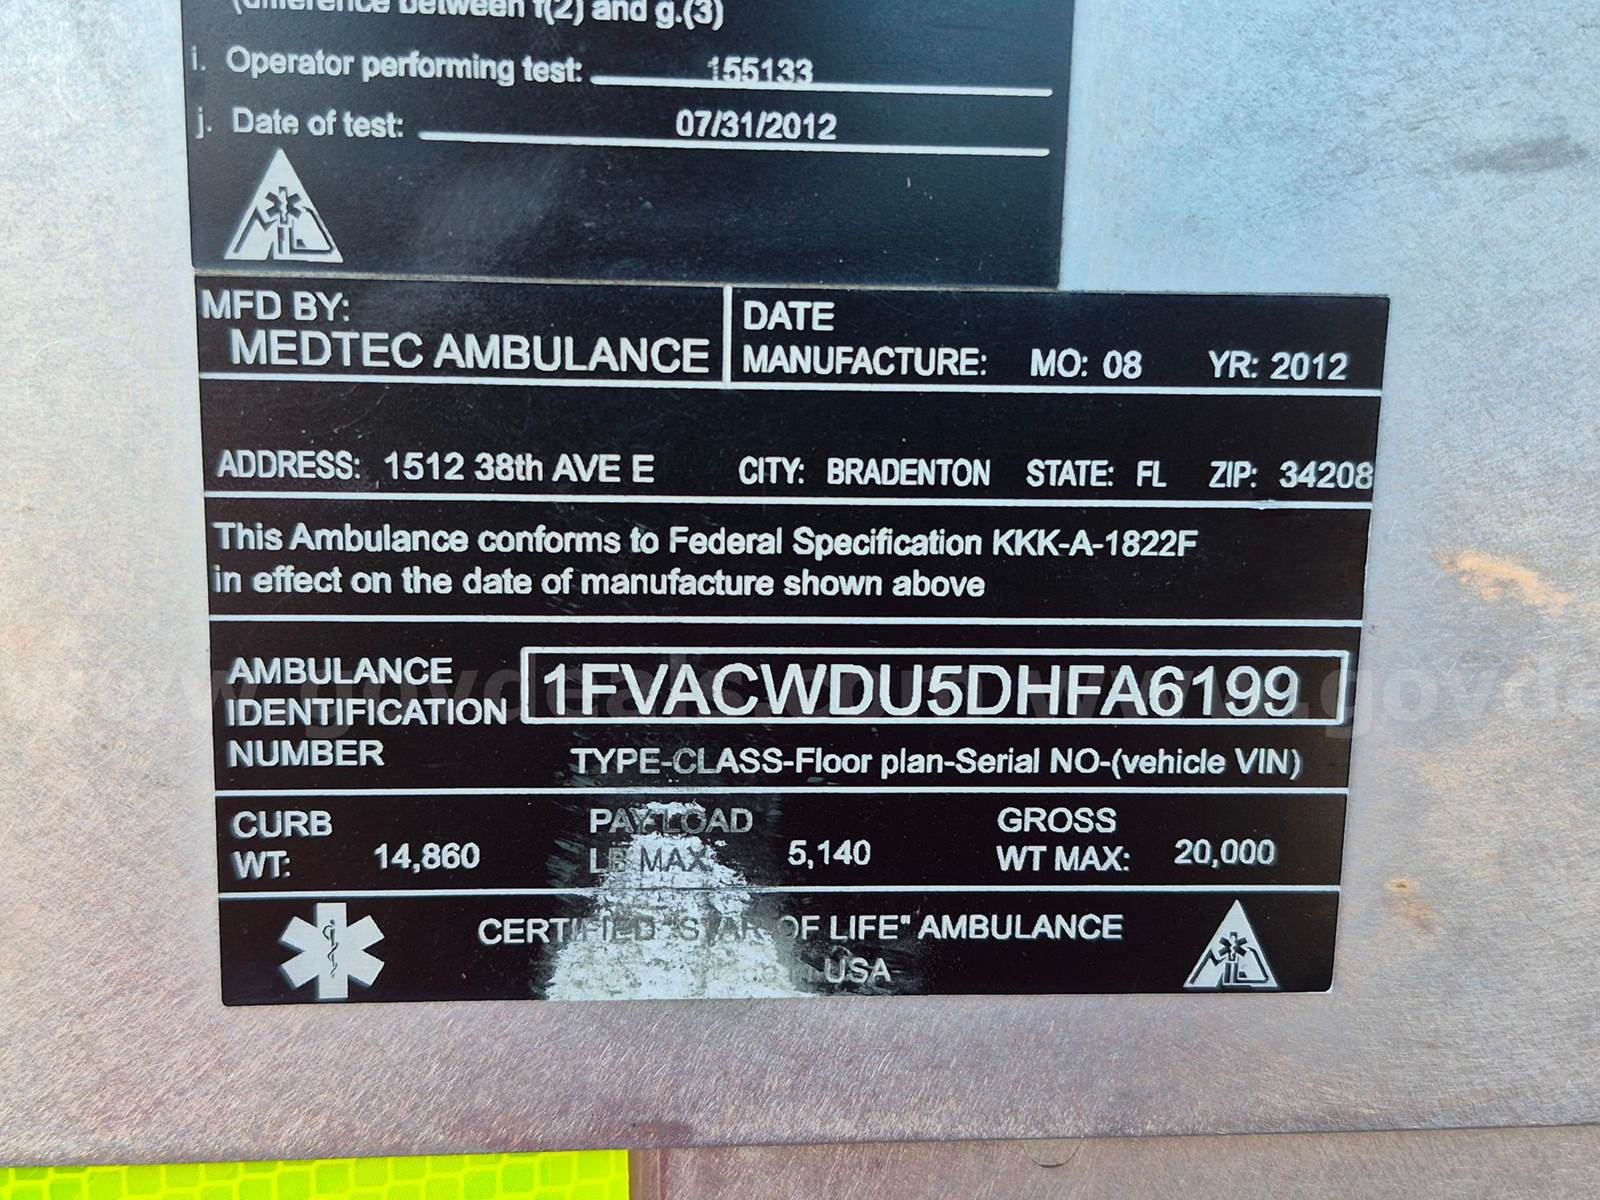 (difference between f(2) and g.(3)
i. Operator performing test: 155133
j. Date of test: 07/31/2012
MFD BY:
MEDTEC AMBULANCE
DATE
MANUFACTURE: MO: 08 YR: 2012
ADDRESS: 1512 38th AVE E CITY: BRADENTON STATE: FL ZIP: 34208
This Ambulance conforms to Federal Specification KKK-A-1822F
in effect on the date of manufacture shown above
AMBULANCE
IDENTIFICATION
NUMBER
1FVACWDU5DHFA6199
TYPE-CLASS-Floor plan-Serial NO-(vehicle VIN)
CURB
WT: 14,860
PAYLOAD
LB MAX: 5,140
GROSS
WT MAX: 20,000
CERTIFIED "STAR OF LIFE" AMBULANCE
USA
www.govdeals.com